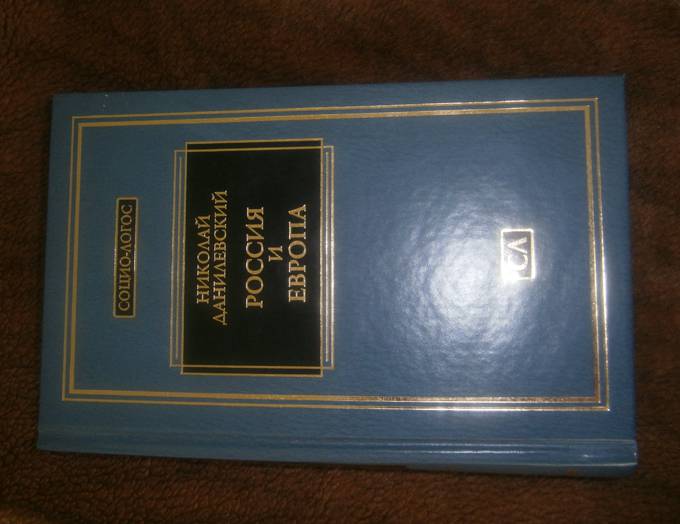 СОЦИО-ЛОГОС
НИКОЛАЙ
ДАНИЛЕВСКИЙ
РОССИЯ
И
ЕВРОПА
СЛ